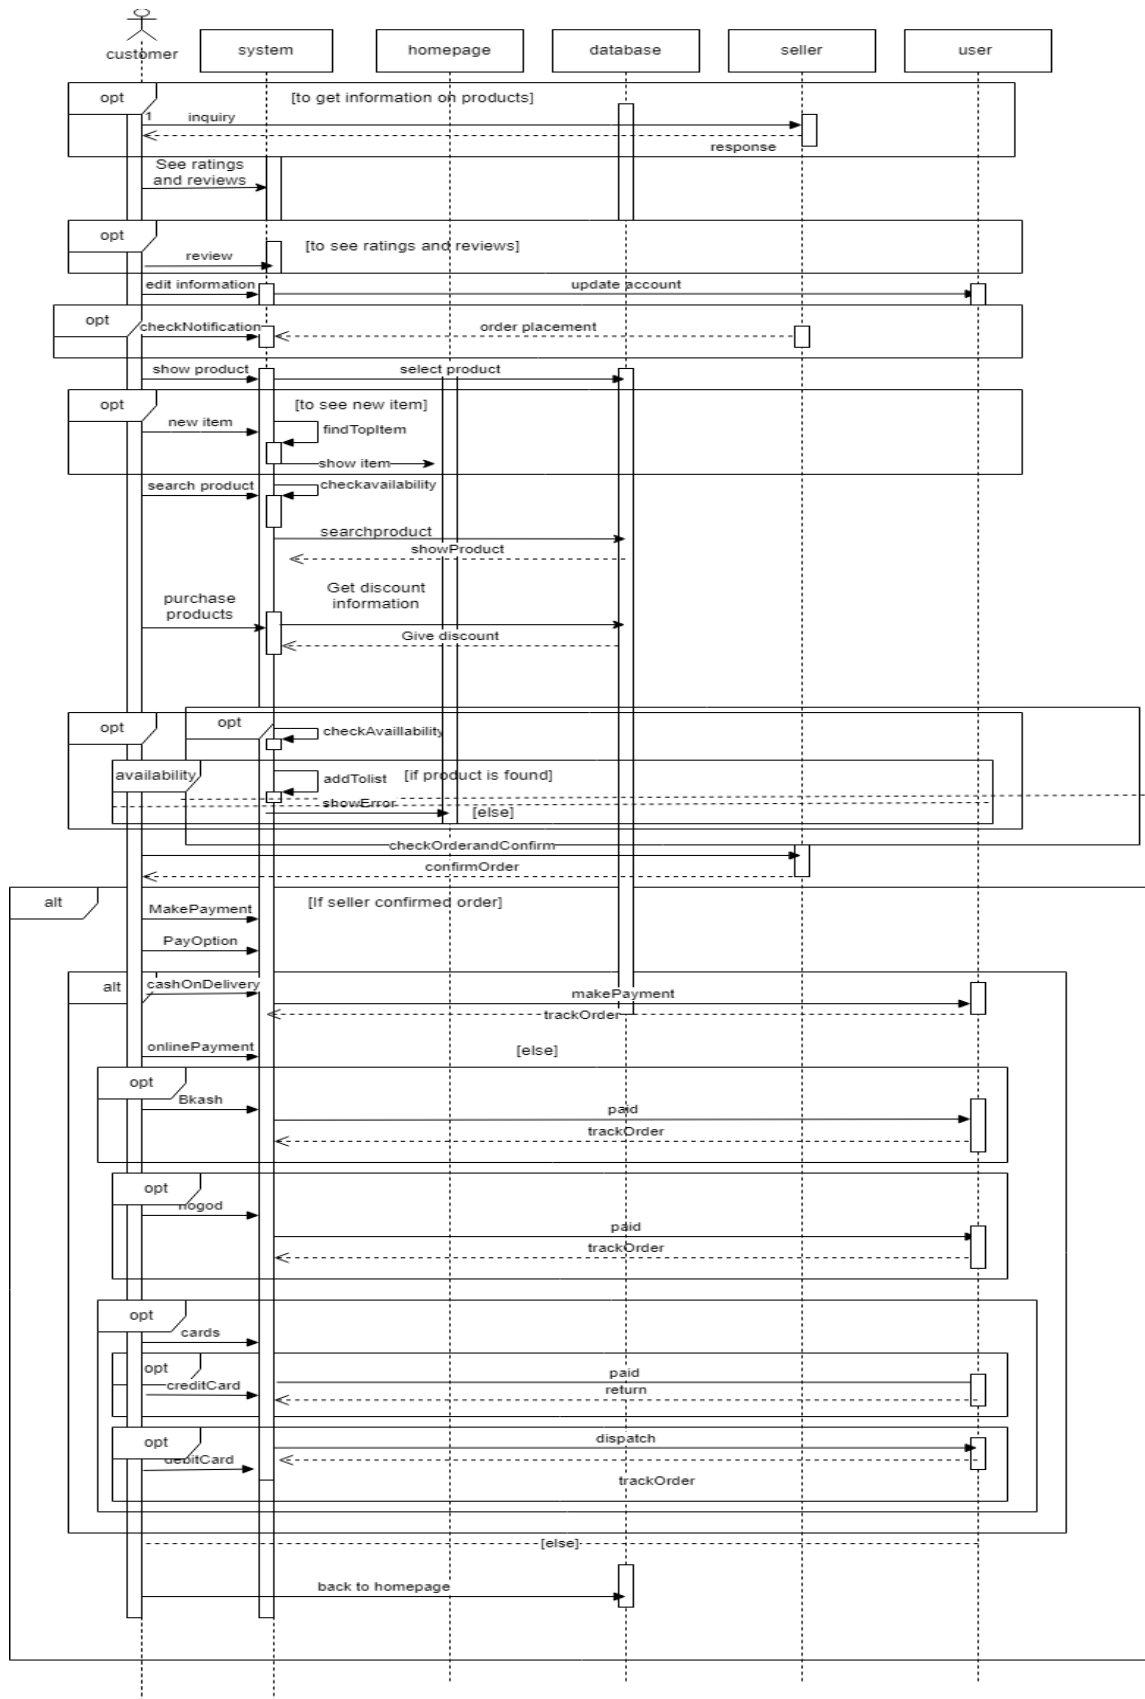 customer
system
homepage
database
seller
user
opt
[to get information on products]
1
inquiry
response
See ratings
and reviews
opt
[to see ratings and reviews]
review
edit information
update account
opt
checkNotification
order placement
show product
select product
opt
[to see new item]
new item
findTopItem
show item
search product
checkavailability
searchproduct
showProduct
Get discount
information
purchase
products
Give discount
opt
opt
checkAvaillability
availability
addTolist
[if product is found]
showError
[else]
checkOrderandConfirm
confirmOrder
alt
[If seller confirmed order]
MakePayment
PayOption
alt
cashOnDelivery
makePayment
trackOrder
onlinePayment
[else]
opt
Bkash
paid
trackOrder
opt
nogod
paid
trackOrder
opt
cards
opt
creditCard
paid
return
opt
debitCard
dispatch
trackOrder
[else]
back to homepage